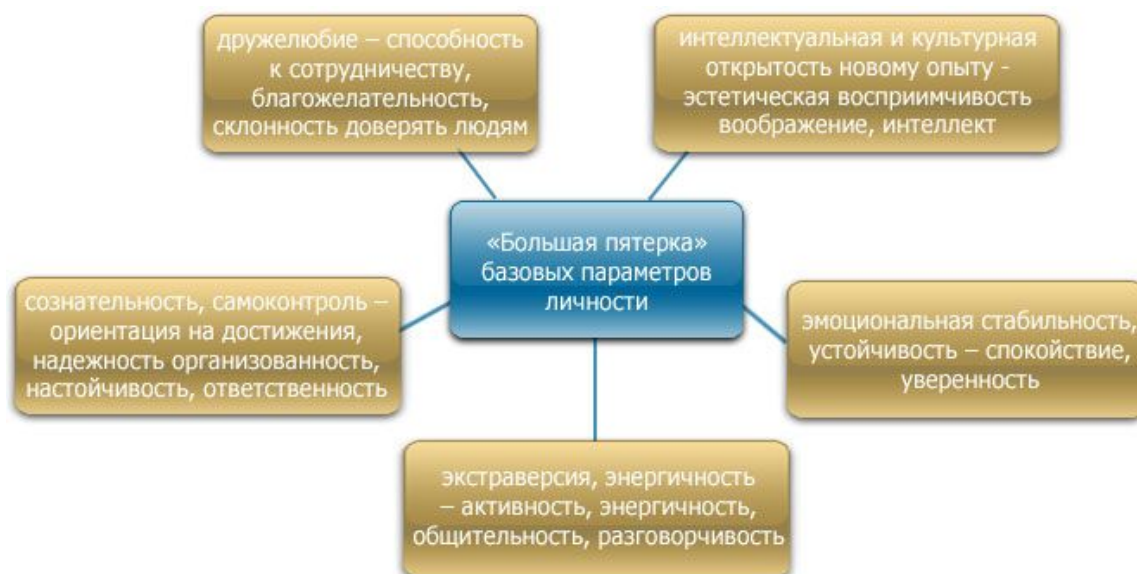 дружелюбие – способность
к сотрудничеству,
благожелательность,
склонность доверять людям
интеллектуальная и культурная
открытость новому опыту -
эстетическая восприимчивость
воображение, интеллект
«Большая пятерка»
базовых параметров
личности
сознательность, самоконтроль –
ориентация на достижения,
надежность организованность,
настойчивость, ответственность
эмоциональная стабильность,
устойчивость – спокойствие,
уверенность
экстраверсия, энергичность
– активность, энергичность,
общительность, разговорчивость